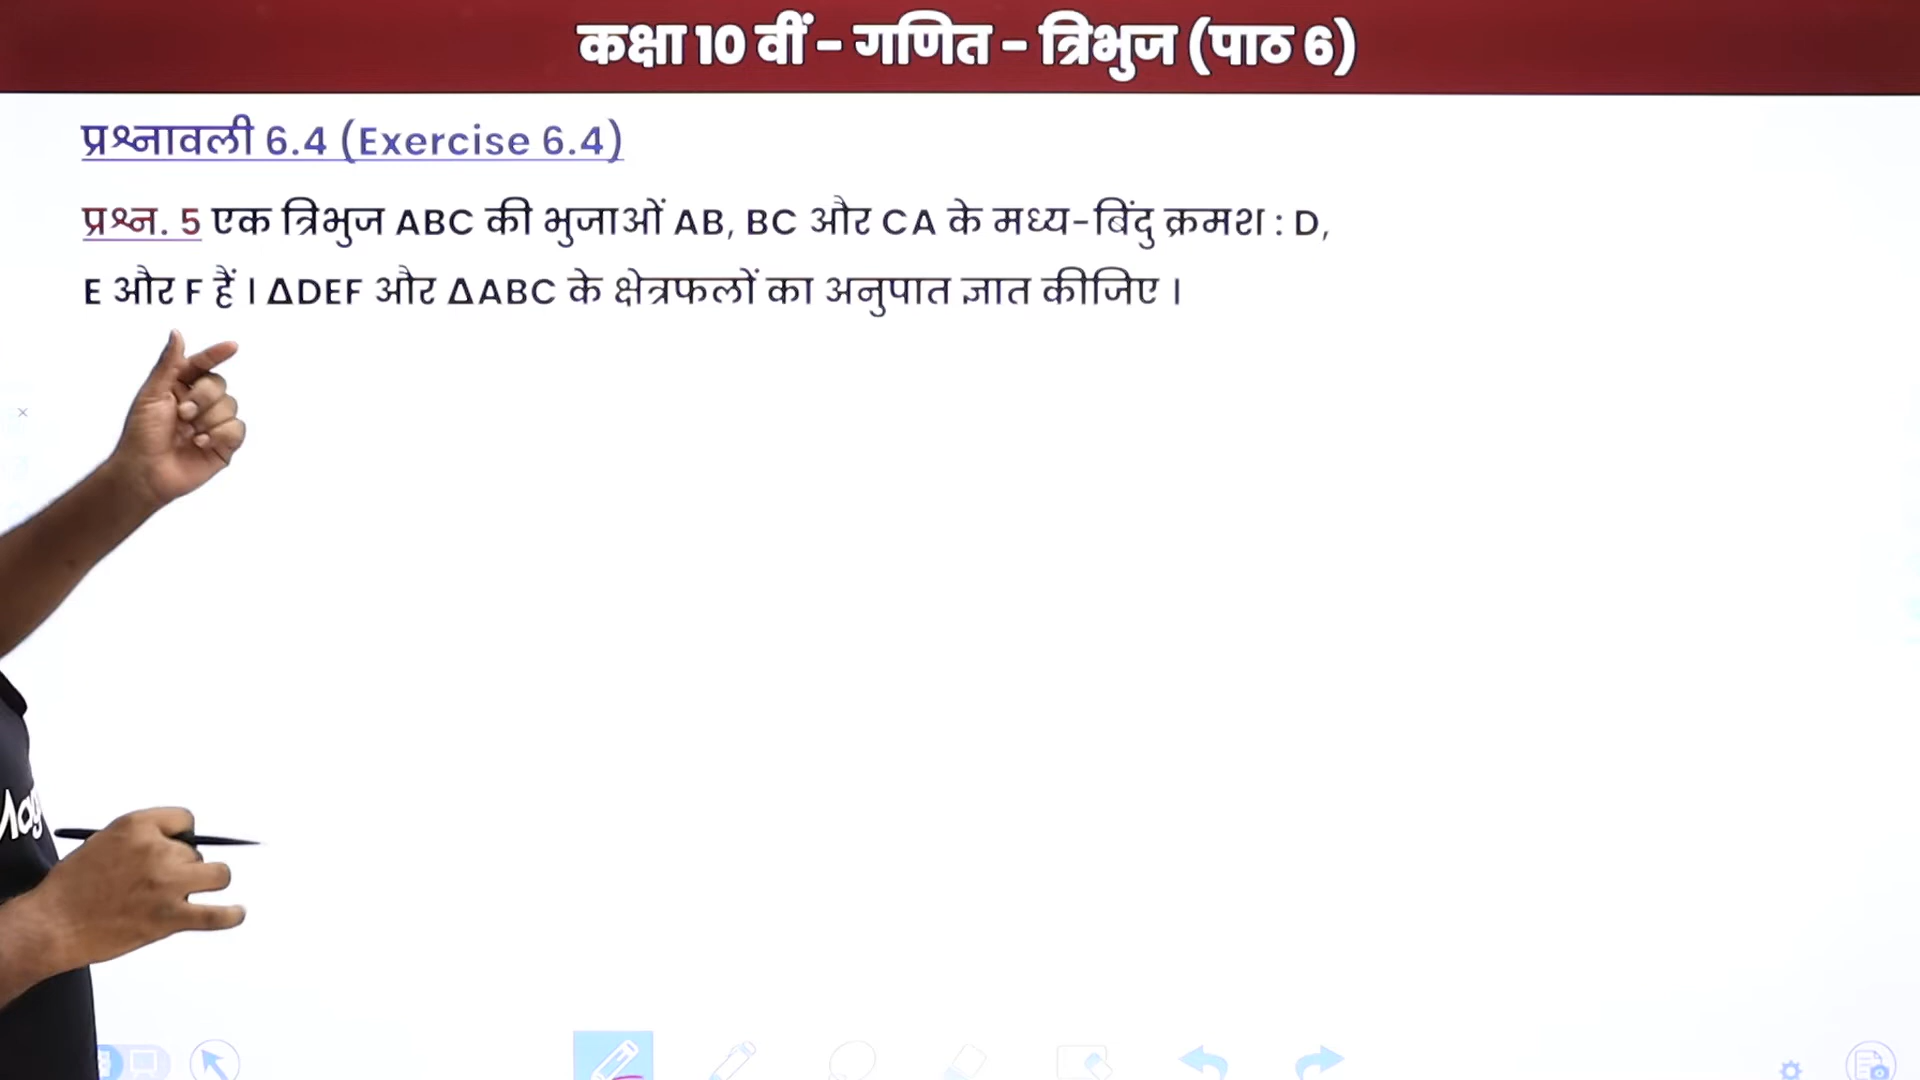 कक्षा 10 वीं - गणित - त्रिभुज (पाठ 6)
प्रश्नावली 6.4 (Exercise 6.4)
प्रश्न. 5 एक त्रिभुज ABC की भुजाओं AB, BC और CA के मध्य-बिंदु क्रमश : D,
E और F हैं । ΔDEF और ΔABC के क्षेत्रफलों का अनुपात ज्ञात कीजिए ।